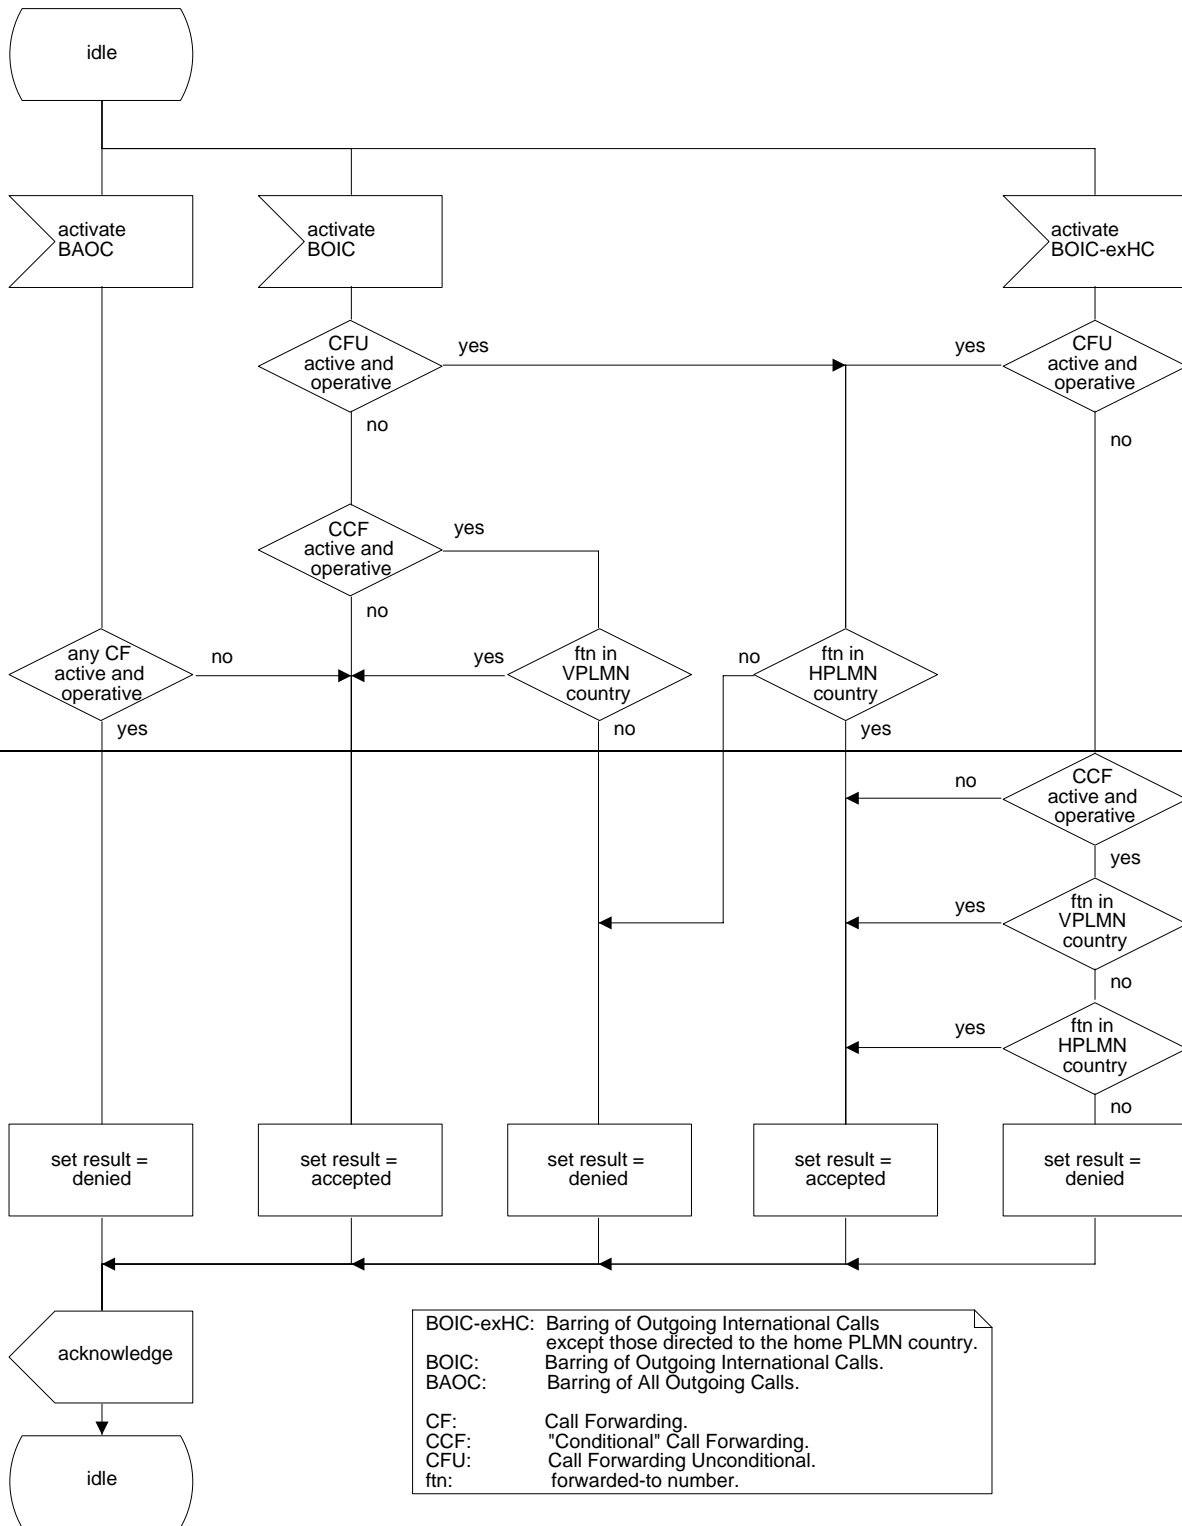 idle
activate
BAOC
activate
BOIC
activate
BOIC-exHC
CFU
active and
operative
yes
no
yes
CFU
active and
operative
no
CCF
active and
operative
yes
no
any CF
active and
operative
no
yes
yes
ftn in
VPLMN
country
no
no
ftn in
HPLMN
country
yes
no
CCF
active and
operative
yes
yes
ftn in
VPLMN
country
no
yes
ftn in
HPLMN
country
no
set result =
denied
set result =
accepted
set result =
denied
set result =
accepted
set result =
denied
acknowledge
idle
BOIC-exHC: Barring of Outgoing International Calls
except those directed to the home PLMN country.
BOIC: Barring of Outgoing International Calls.
BAOC: Barring of All Outgoing Calls.
CF: Call Forwarding.
CCF: "Conditional" Call Forwarding.
CFU: Call Forwarding Unconditional.
ftn: forwarded-to number.